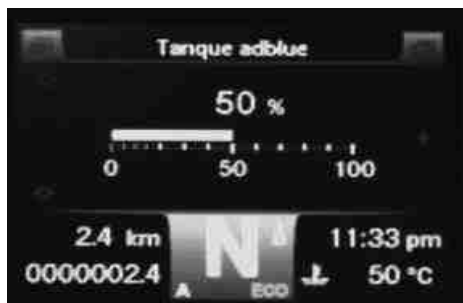 Tanque adblue
50 %
0 50 100
2.4 km
N
11:33 pm
0000002.4
A
ECO
50 °C